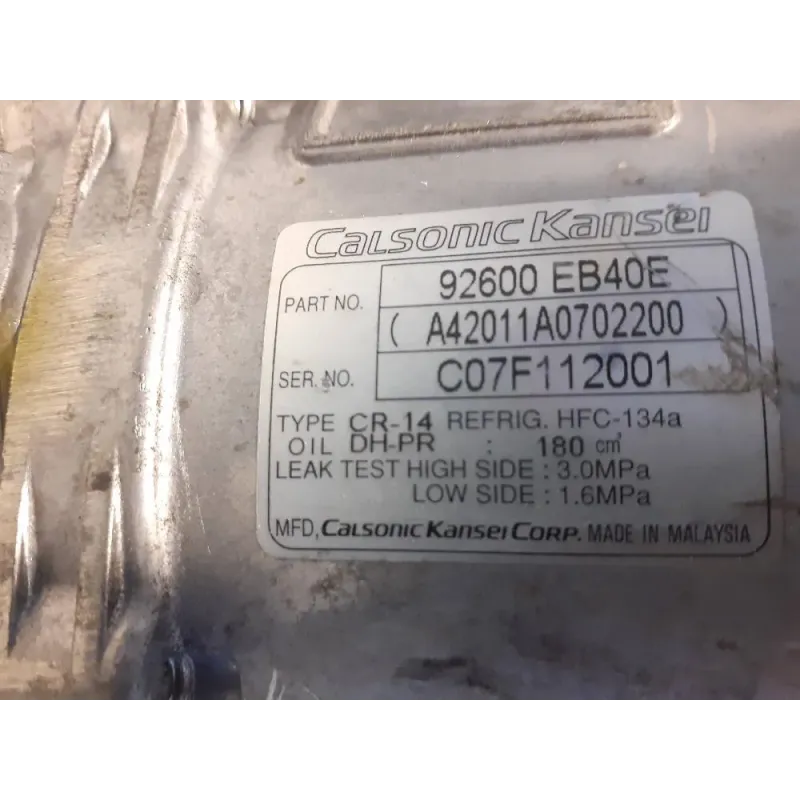 CALSONIC KANSEI
PART NO. 92600 EB40E
( A42011A0702200 )
SER. NO. C07F112001
TYPE CR-14 REFRIG. HFC-134a
OIL DH-PR : 180 cm³
LEAK TEST HIGH SIDE : 3.0MPa
LOW SIDE : 1.6MPa
MFD, CALSONIC KANSEI CORP. MADE IN MALAYSIA